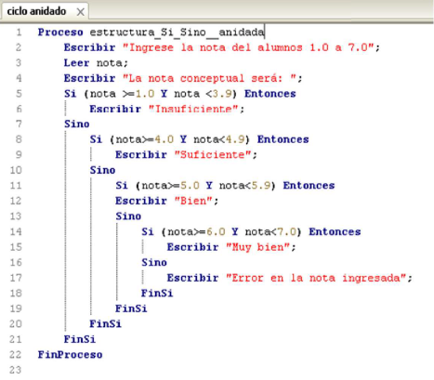 ciclo anidado
1 Proceso estructura_Si_Sino__anidada
2 Escribir "Ingrese la nota del alumnos 1.0 a 7.0";
3 Leer nota;
4 Escribir "La nota conceptual será: ";
5 Si (nota >=1.0 Y nota <3.9) Entonces
6 Escribir "Insuficiente";
7 Sino
8 Si (nota>=4.0 Y nota<4.9) Entonces
9 Escribir "Suficiente";
10 Sino
11 Si (nota>=5.0 Y nota<5.9) Entonces
12 Escribir "Bien";
13 Sino
14 Si (nota>=6.0 Y nota<7.0) Entonces
15 Escribir "Muy bien";
16 Sino
17 Escribir "Error en la nota ingresada";
18 FinSi
19 FinSi
20 FinSi
21 FinSi
22 FinProceso
23